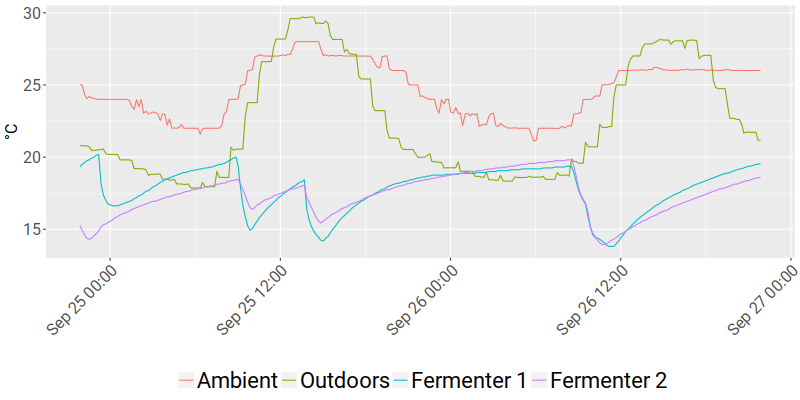 30
25
20
15
°C
Sep 25 00:00
Sep 25 12:00
Sep 26 00:00
Sep 26 12:00
Sep 27 00:00
Ambient Outdoors Fermenter 1 Fermenter 2